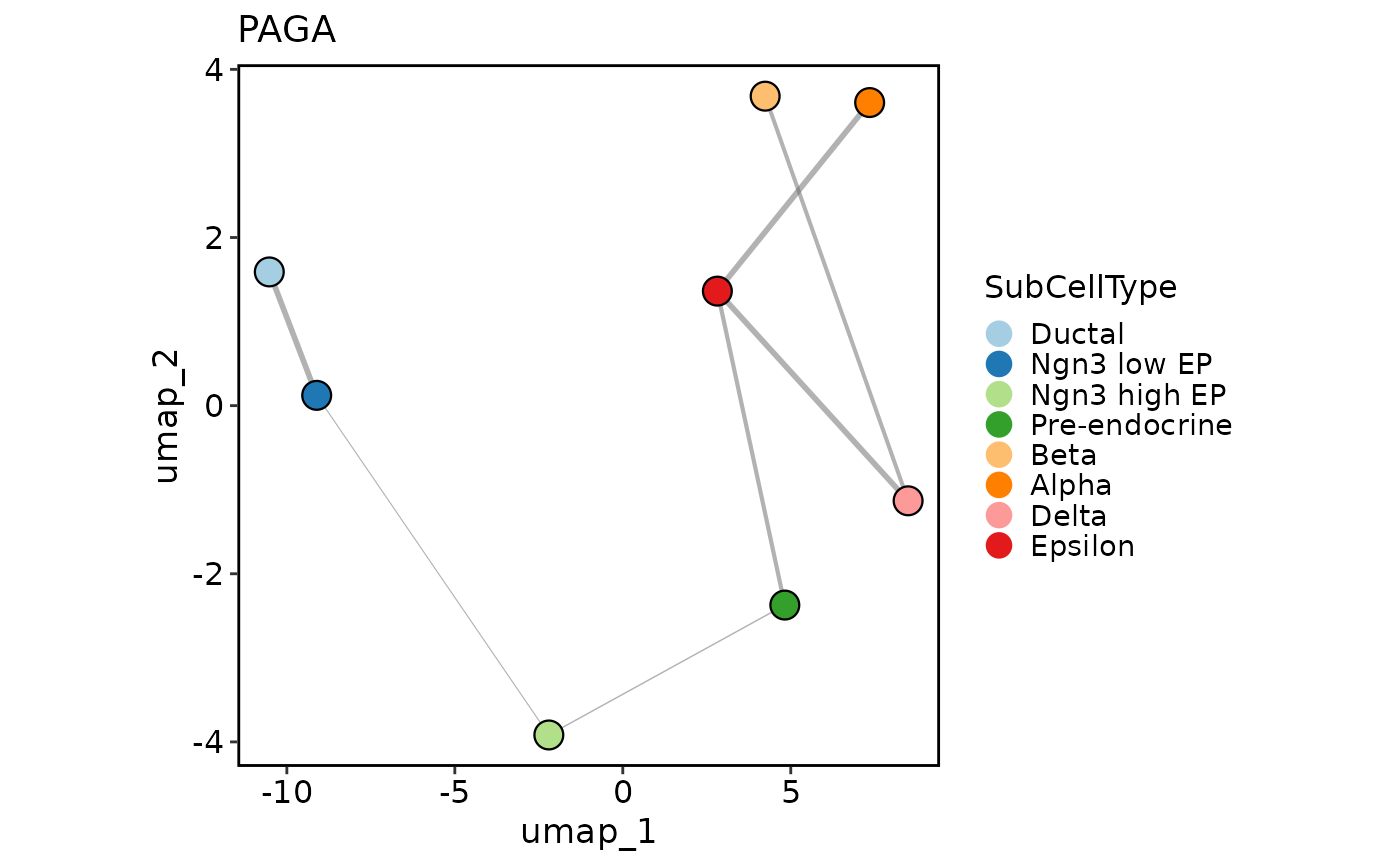 PAGA
4
2
0
-2
-4
umap_2
-10
-5
0
5
umap_1
SubCellType
Ductal
Ngn3 low EP
Ngn3 high EP
Pre-endocrine
Beta
Alpha
Delta
Epsilon